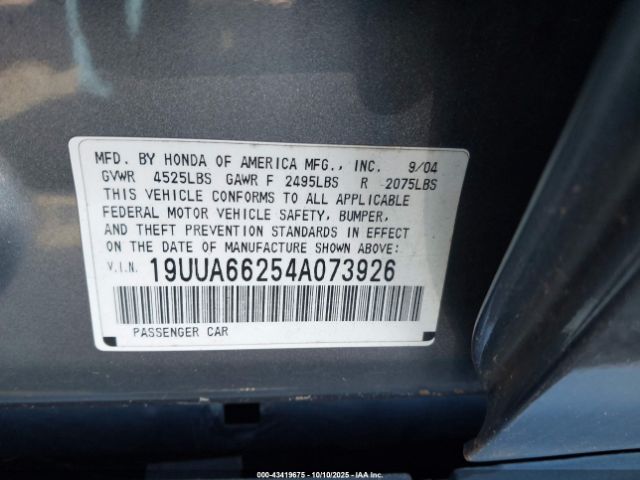 MFD. BY HONDA OF AMERICA MFG., INC. 9/04
GVWR 4525LBS GAWR F 2495LBS R 2075LBS
THIS VEHICLE CONFORMS TO ALL APPLICABLE
FEDERAL MOTOR VEHICLE SAFETY, BUMPER,
AND THEFT PREVENTION STANDARDS IN EFFECT
ON THE DATE OF MANUFACTURE SHOWN ABOVE:
V.I.N. 19UUA66254A073926
PASSENGER CAR
000-43419675 - 10/10/2025 - IAA Inc.